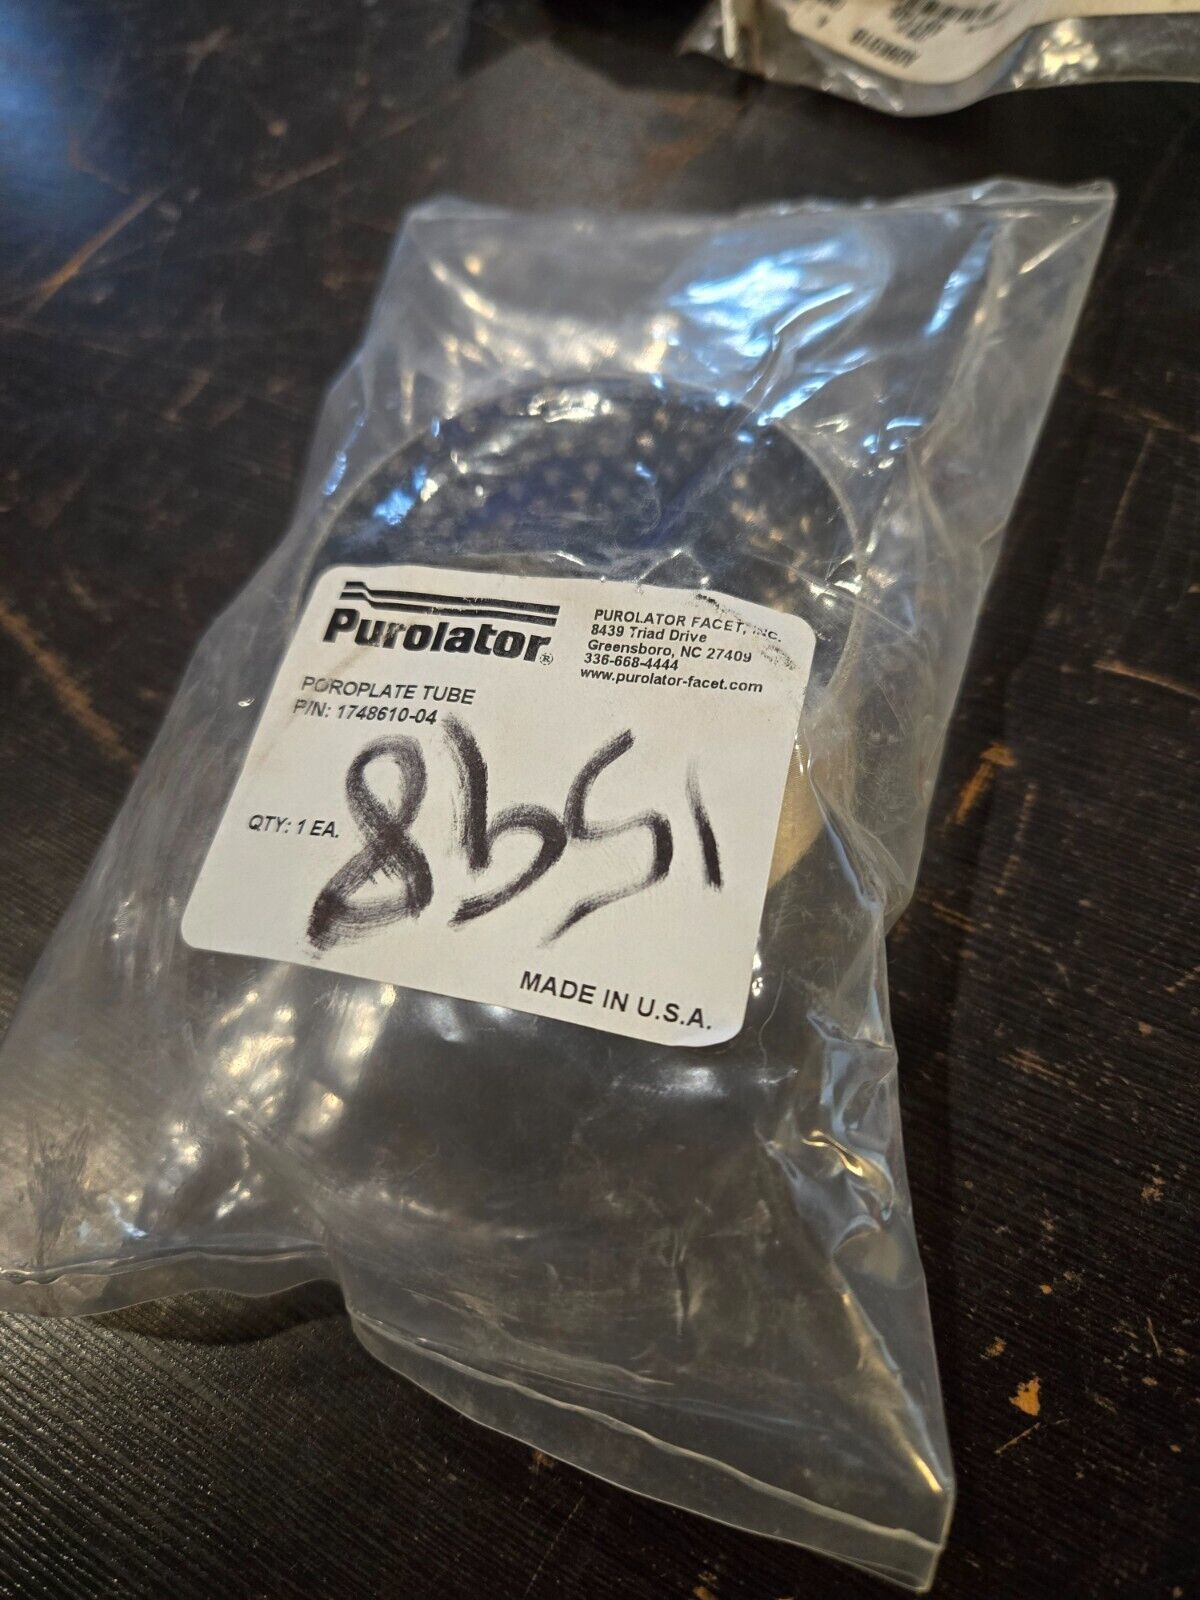 Purolator®
PUROLATOR FACET, INC.
8439 Triad Drive
Greensboro, NC 27409
336-668-4444
www.purolator-facet.com
POROPLATE TUBE
P/N: 1748610-04
QTY: 1 EA.
MADE IN U.S.A.